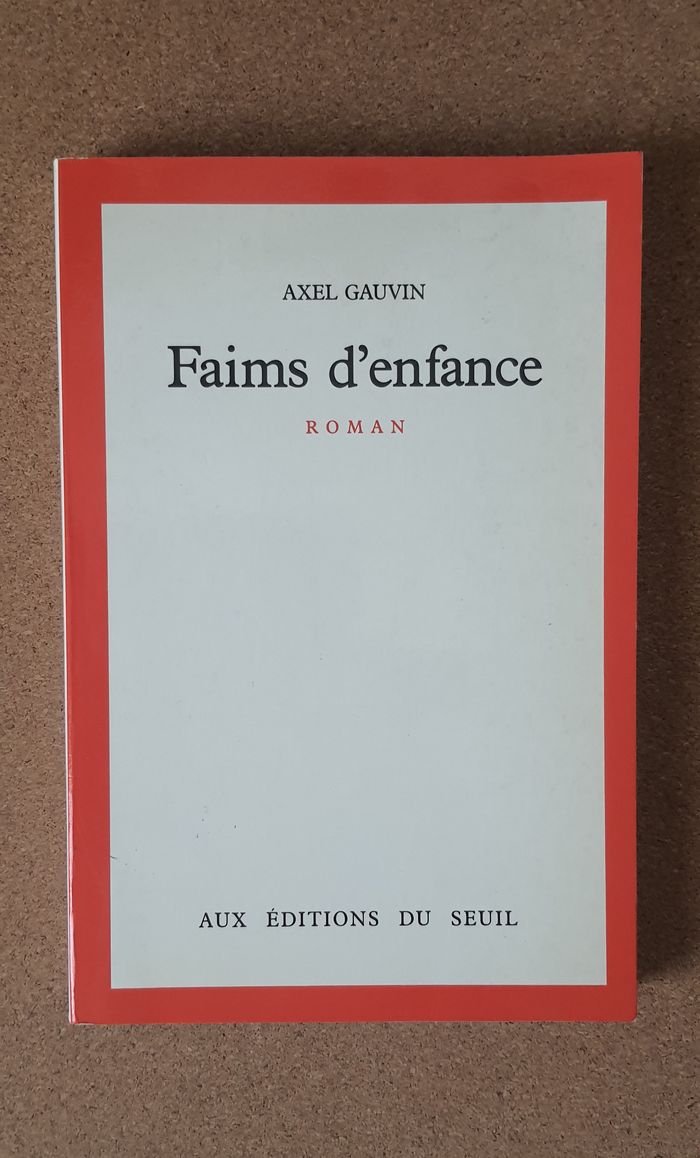 AXEL GAUVIN
Faims d'enfance
ROMAN
AUX ÉDITIONS DU SEUIL